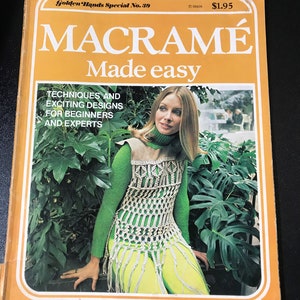 Golden Hands Special No. 39
$1.95
MACRAMÉ
Made easy
TECHNIQUES AND
EXCITING DESIGNS
FOR BEGINNERS
AND EXPERTS